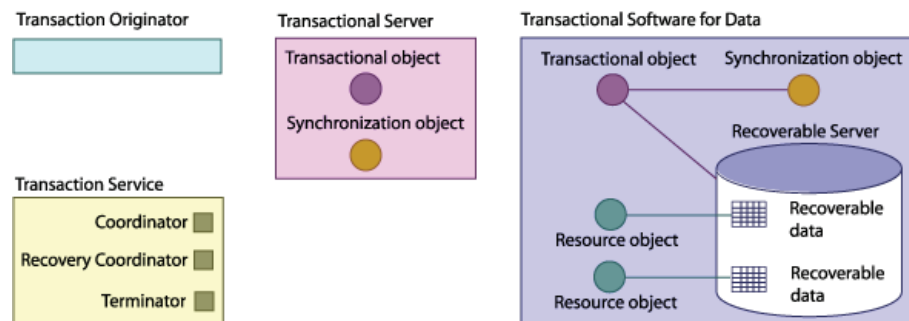 Transaction Originator
Transactional Server
Transactional object
Synchronization object
Transactional Software for Data
Transactional object
Synchronization object
Recoverable Server
Recoverable
data
Resource object
Recoverable
data
Resource object
Transaction Service
Coordinator
Recovery Coordinator
Terminator